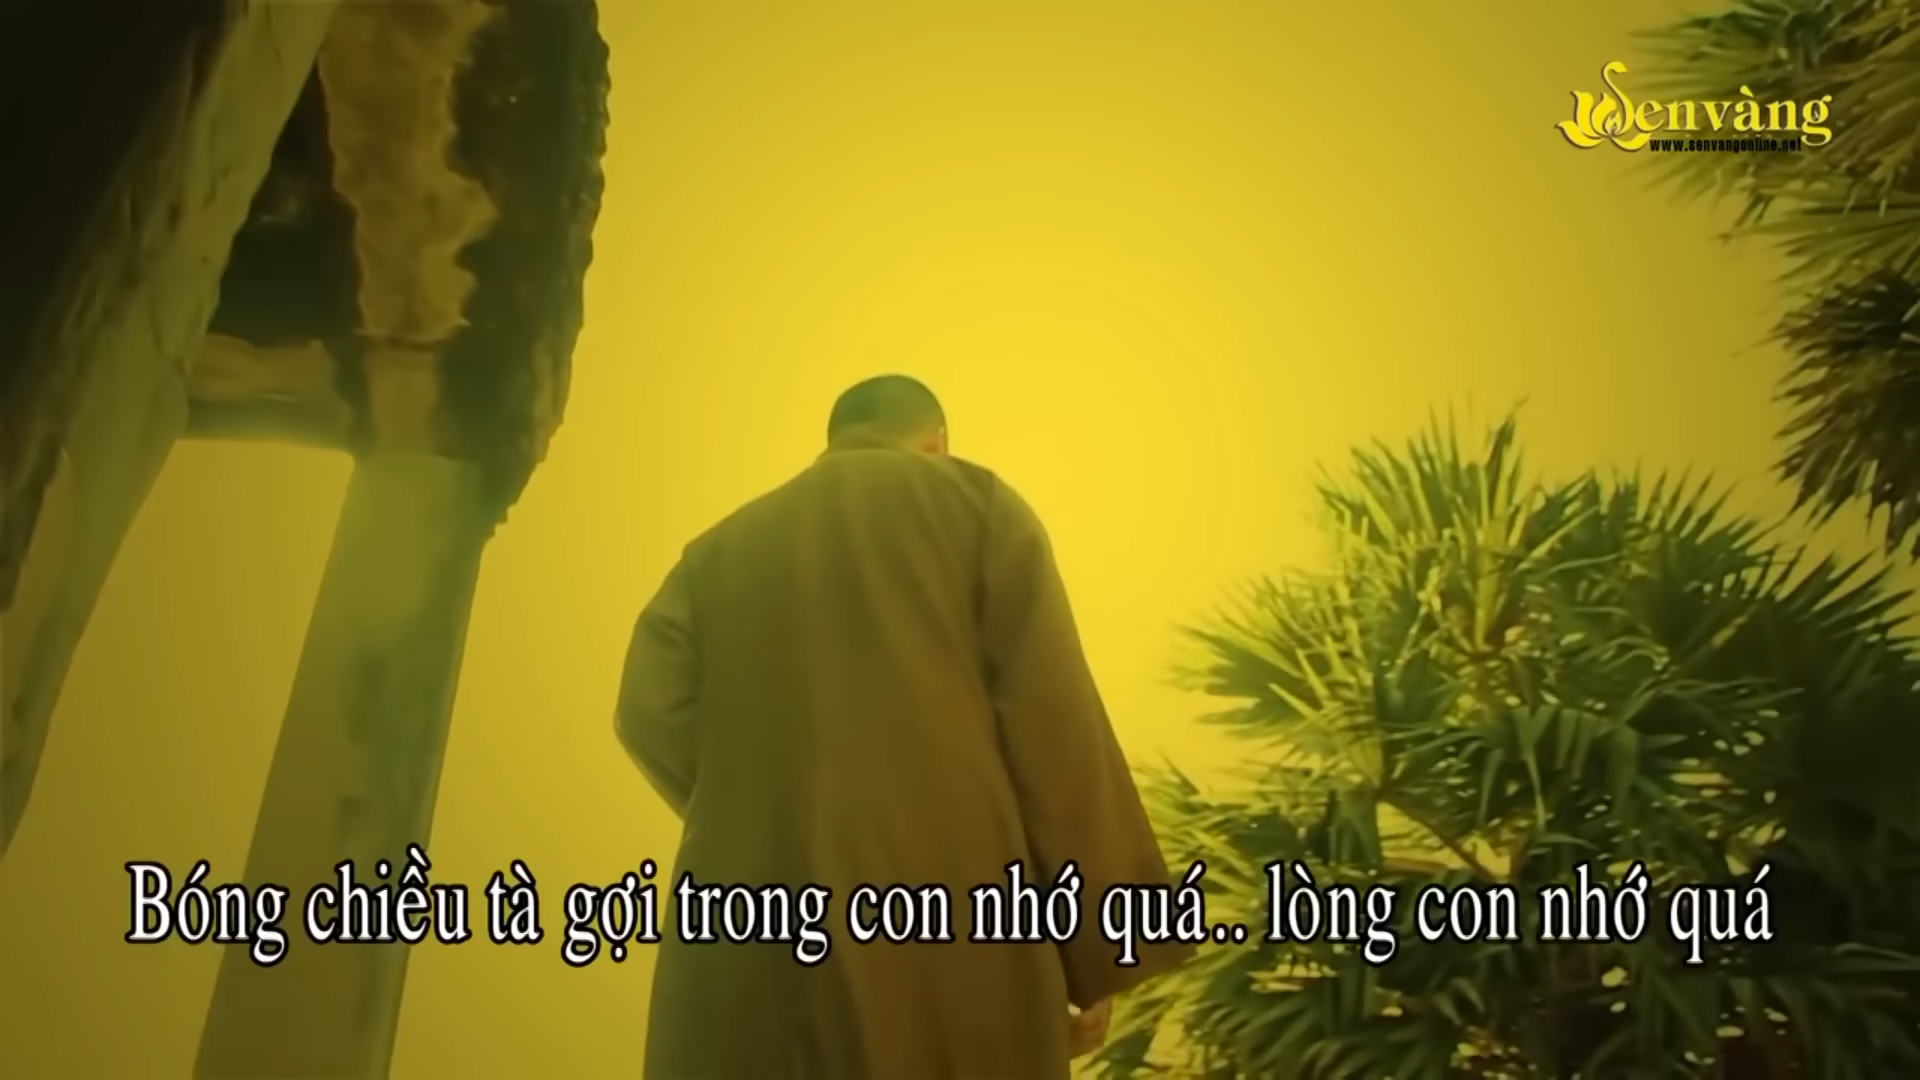 Senvàng
www.senvangonline.net
Bóng chiều tà gợi trong con nhớ quá.. lòng con nhớ quá